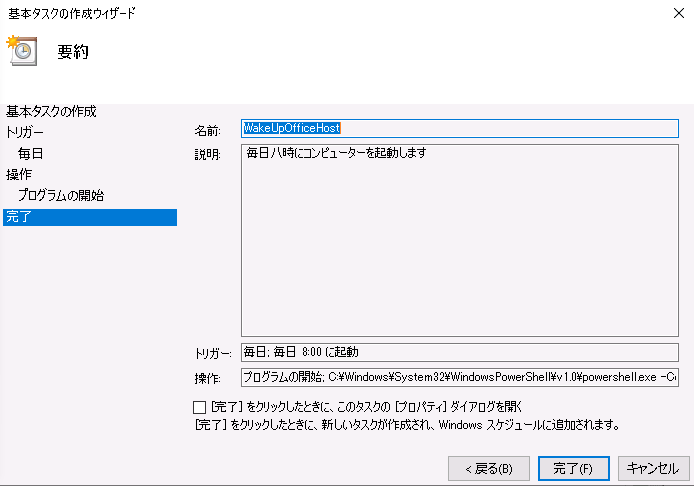 基本タスクの作成ウィザード
要約
基本タスクの作成
トリガー
毎日
操作
プログラムの開始
完了
名前:
WakeUpOfficeHost
説明:
毎日八時にコンピューターを起動します
トリガー:
毎日; 毎日 8:00 に起動
操作:
プログラムの開始; C:¥Windows¥System32¥WindowsPowerShell¥v1.0¥powershell.exe -C
[完了] をクリックしたときに、このタスクの [プロパティ] ダイアログを開く
[完了] をクリックしたときに、新しいタスクが作成され、Windows スケジュールに追加されます。
< 戻る(B)
完了(F)
キャンセル